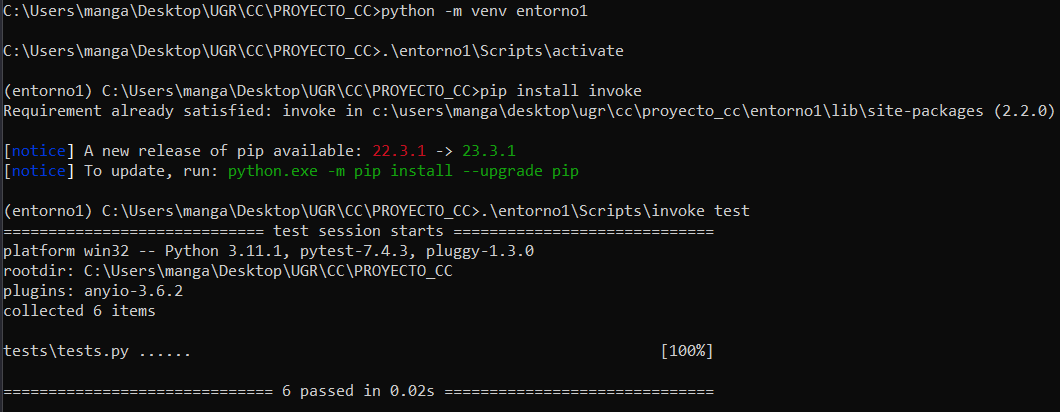 C:\Users\manga\Desktop\UGR\CC\PROYECTO_CC>python -m venv entorno1
C:\Users\manga\Desktop\UGR\CC\PROYECTO_CC>.\entorno1\Scripts\activate
(entorno1) C:\Users\manga\Desktop\UGR\CC\PROYECTO_CC>pip install invoke
Requirement already satisfied: invoke in c:\users\manga\desktop\ugr\cc\proyecto_cc\entorno1\lib\site-packages (2.2.0)
[notice] A new release of pip available: 22.3.1 -> 23.3.1
[notice] To update, run: python.exe -m pip install --upgrade pip
(entorno1) C:\Users\manga\Desktop\UGR\CC\PROYECTO_CC>.\entorno1\Scripts\invoke test
============================= test session starts =============================
platform win32 -- Python 3.11.1, pytest-7.4.3, pluggy-1.3.0
rootdir: C:\Users\manga\Desktop\UGR\CC\PROYECTO_CC
plugins: anyio-3.6.2
collected 6 items
tests\tests.py ......                                                    [100%]
============================== 6 passed in 0.02s ==============================